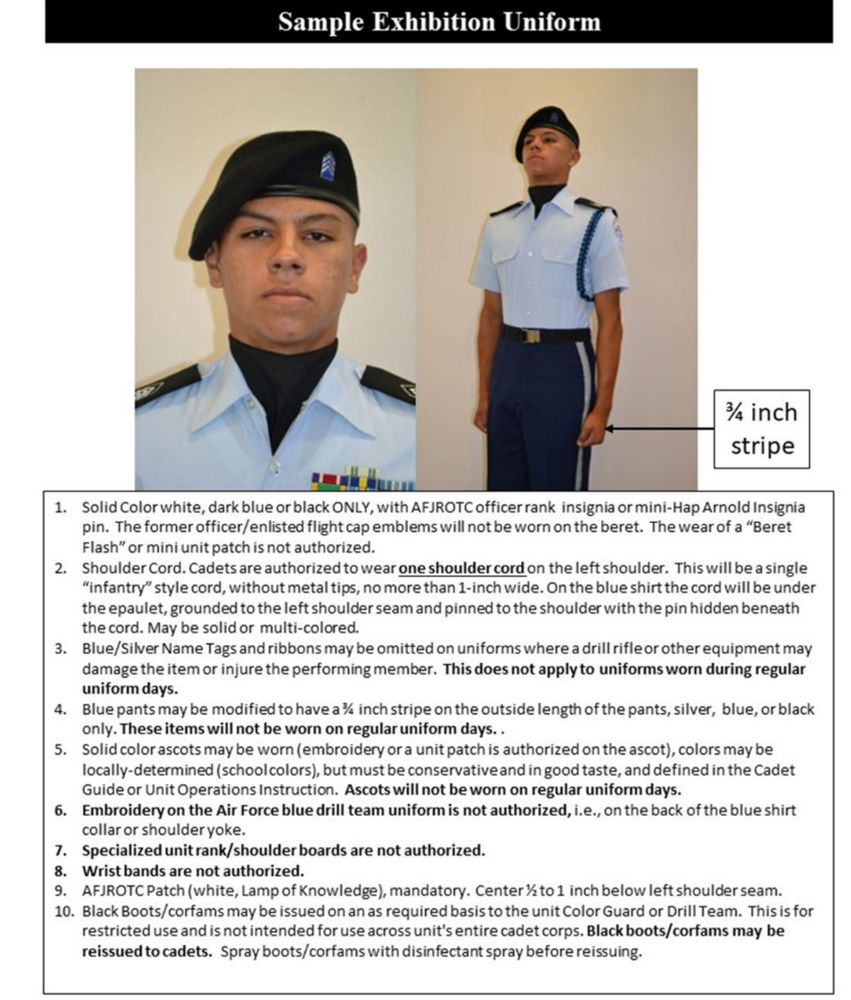 Sample Exhibition Uniform
¾ inch
stripe
1. Solid Color white, dark blue or black ONLY, with AFJROTC officer rank insignia or mini-Hap Arnold Insignia
pin. The former officer/enlisted flight cap emblems will not be worn on the beret. The wear of a “Beret
Flash” or mini unit patch is not authorized.
2. Shoulder Cord. Cadets are authorized to wear one shoulder cord on the left shoulder. This will be a single
“infantry” style cord, without metal tips, no more than 1-inch wide. On the blue shirt the cord will be under
the epaulet, grounded to the left shoulder seam and pinned to the shoulder with the pin hidden beneath
the cord. May be solid or multi-colored.
3. Blue/Silver Name Tags and ribbons may be omitted on uniforms where a drill rifle or other equipment may
damage the item or injure the performing member. This does not apply to uniforms worn during regular
uniform days.
4. Blue pants may be modified to have a ¾ inch stripe on the outside length of the pants, silver, blue, or black
only. These items will not be worn on regular uniform days. .
5. Solid color ascots may be worn (embroidery or a unit patch is authorized on the ascot), colors may be
locally-determined (school colors), but must be conservative and in good taste, and defined in the Cadet
Guide or Unit Operations Instruction. Ascots will not be worn on regular uniform days.
6. Embroidery on the Air Force blue drill team uniform is not authorized, i.e., on the back of the blue shirt
collar or shoulder yoke.
7. Specialized unit rank/shoulder boards are not authorized.
8. Wrist bands are not authorized.
9. AFJROTC Patch (white, Lamp of Knowledge), mandatory. Center ½ to 1 inch below left shoulder seam.
10. Black Boots/corfams may be issued on an as required basis to the unit Color Guard or Drill Team. This is for
restricted use and is not intended for use across unit's entire cadet corps. Black boots/corfams may be
reissued to cadets. Spray boots/corfams with disinfectant spray before reissuing.